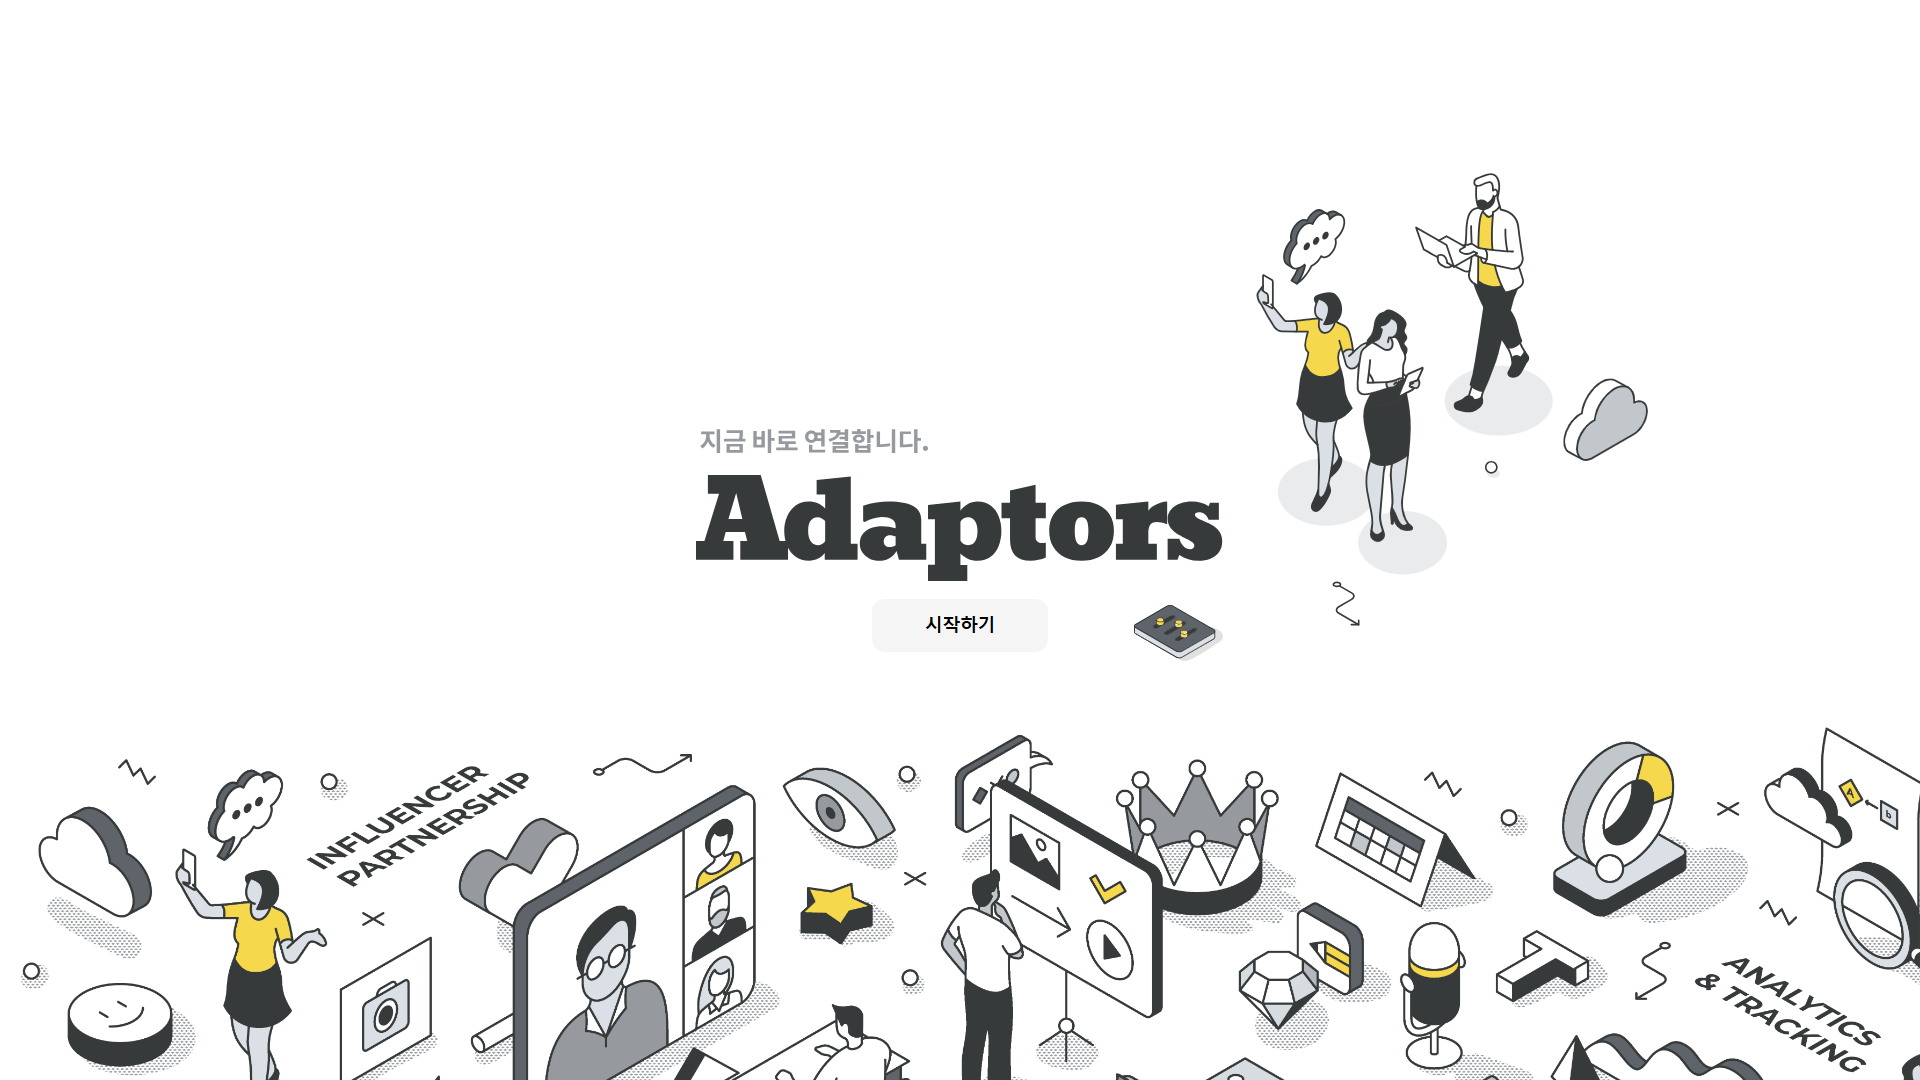 지금 바로 연결합니다.
Adaptors
시작하기
INFLUENCER
PARTNERSHIP
A
b
ANALYTICS
& TRACKING